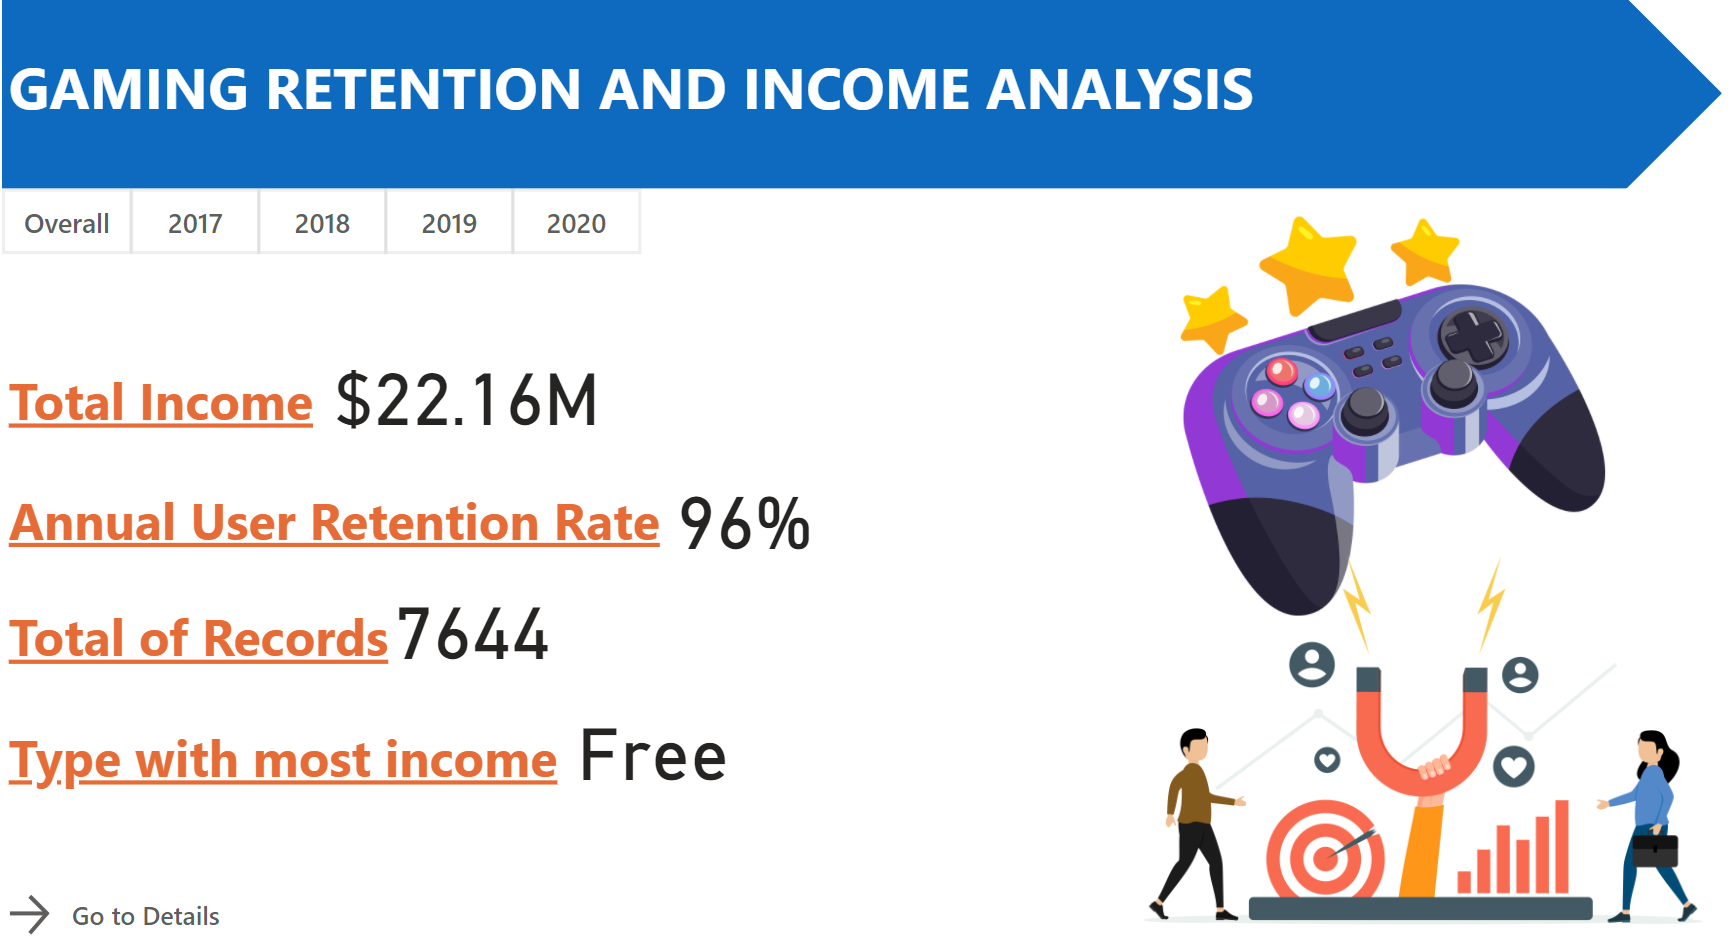 GAMING RETENTION AND INCOME ANALYSIS
Overall 2017 2018 2019 2020
Total Income $22.16M
Annual User Retention Rate 96%
Total of Records 7644
Type with most income Free
Go to Details